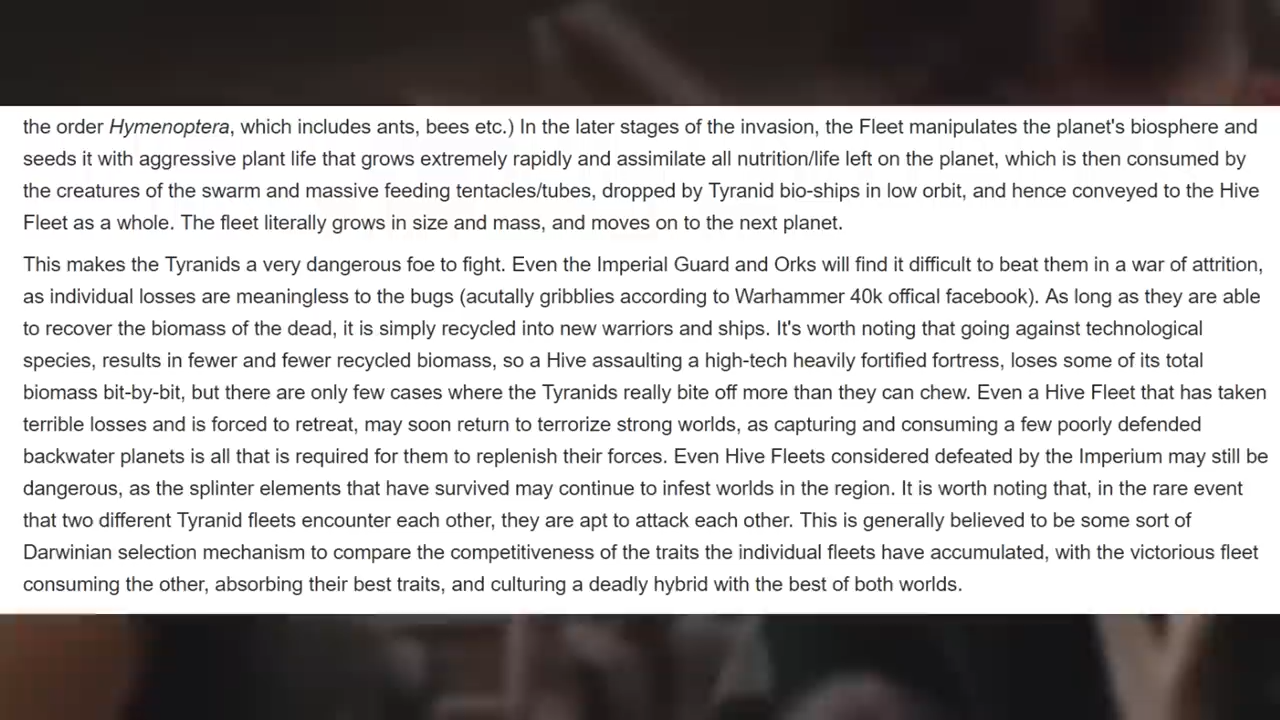 the order Hymenoptera, which includes ants, bees etc.) In the later stages of the invasion, the Fleet manipulates the planet's biosphere and
seeds it with aggressive plant life that grows extremely rapidly and assimilate all nutrition/life left on the planet, which is then consumed by
the creatures of the swarm and massive feeding tentacles/tubes, dropped by Tyranid bio-ships in low orbit, and hence conveyed to the Hive
Fleet as a whole. The fleet literally grows in size and mass, and moves on to the next planet.
This makes the Tyranids a very dangerous foe to fight. Even the Imperial Guard and Orks will find it difficult to beat them in a war of attrition,
as individual losses are meaningless to the bugs (acutally gribblies according to Warhammer 40k offical facebook). As long as they are able
to recover the biomass of the dead, it is simply recycled into new warriors and ships. It's worth noting that going against technological
species, results in fewer and fewer recycled biomass, so a Hive assaulting a high-tech heavily fortified fortress, loses some of its total
biomass bit-by-bit, but there are only few cases where the Tyranids really bite off more than they can chew. Even a Hive Fleet that has taken
terrible losses and is forced to retreat, may soon return to terrorize strong worlds, as capturing and consuming a few poorly defended
backwater planets is all that is required for them to replenish their forces. Even Hive Fleets considered defeated by the Imperium may still be
dangerous, as the splinter elements that have survived may continue to infest worlds in the region. It is worth noting that, in the rare event
that two different Tyranid fleets encounter each other, they are apt to attack each other. This is generally believed to be some sort of
Darwinian selection mechanism to compare the competitiveness of the traits the individual fleets have accumulated, with the victorious fleet
consuming the other, absorbing their best traits, and culturing a deadly hybrid with the best of both worlds.